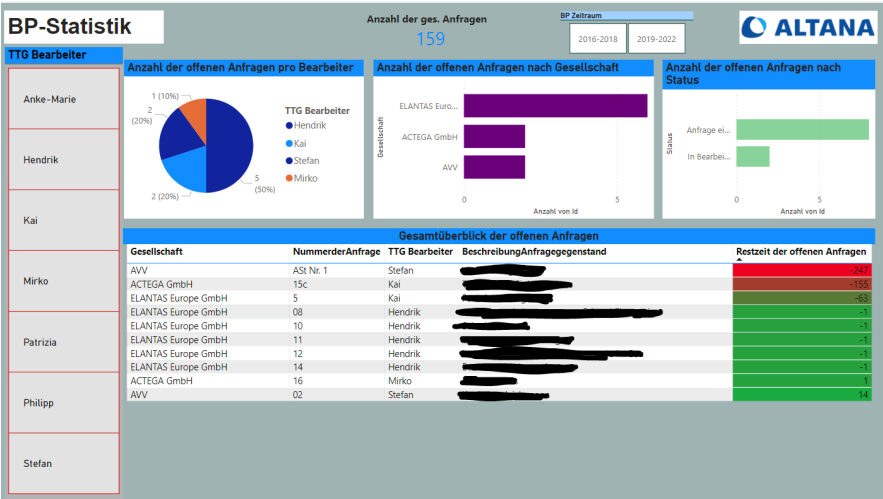 BP-Statistik
Anzahl der ges. Anfragen
159
BP Zeitraum
2016-2018
2019-2022
ALTANA
TTG Bearbeiter
Anke-Marie
Hendrik
Kai
Mirko
Patrizia
Philipp
Stefan
Anzahl der offenen Anfragen pro Bearbeiter
1 (10%)
2
(20%)
2 (20%)
5
(50%)
TTG Bearbeiter
Hendrik
Kai
Stefan
Mirko
Anzahl der offenen Anfragen nach Gesellschaft
Gesellschaft
ELANTAS Euro...
ACTEGA GmbH
AVV
0
5
Anzahl von Id
Anzahl der offenen Anfragen nach
Status
Status
Anfrage ei...
In Bearbei...
0
5
Anzahl von Id
Gesamtüberblick der offenen Anfragen
Gesellschaft NummerderAnfrage TTG Bearbeiter BeschreibungAnfragegegenstand Restzeit der offenen Anfragen
AVV ASt Nr. 1 Stefan -247
ACTEGA GmbH 15c Kai -155
ELANTAS Europe GmbH 5 Kai -63
ELANTAS Europe GmbH 08 Hendrik -1
ELANTAS Europe GmbH 10 Hendrik -1
ELANTAS Europe GmbH 11 Hendrik -1
ELANTAS Europe GmbH 12 Hendrik -1
ELANTAS Europe GmbH 14 Hendrik -1
ACTEGA GmbH 16 Mirko 1
AVV 02 Stefan 14